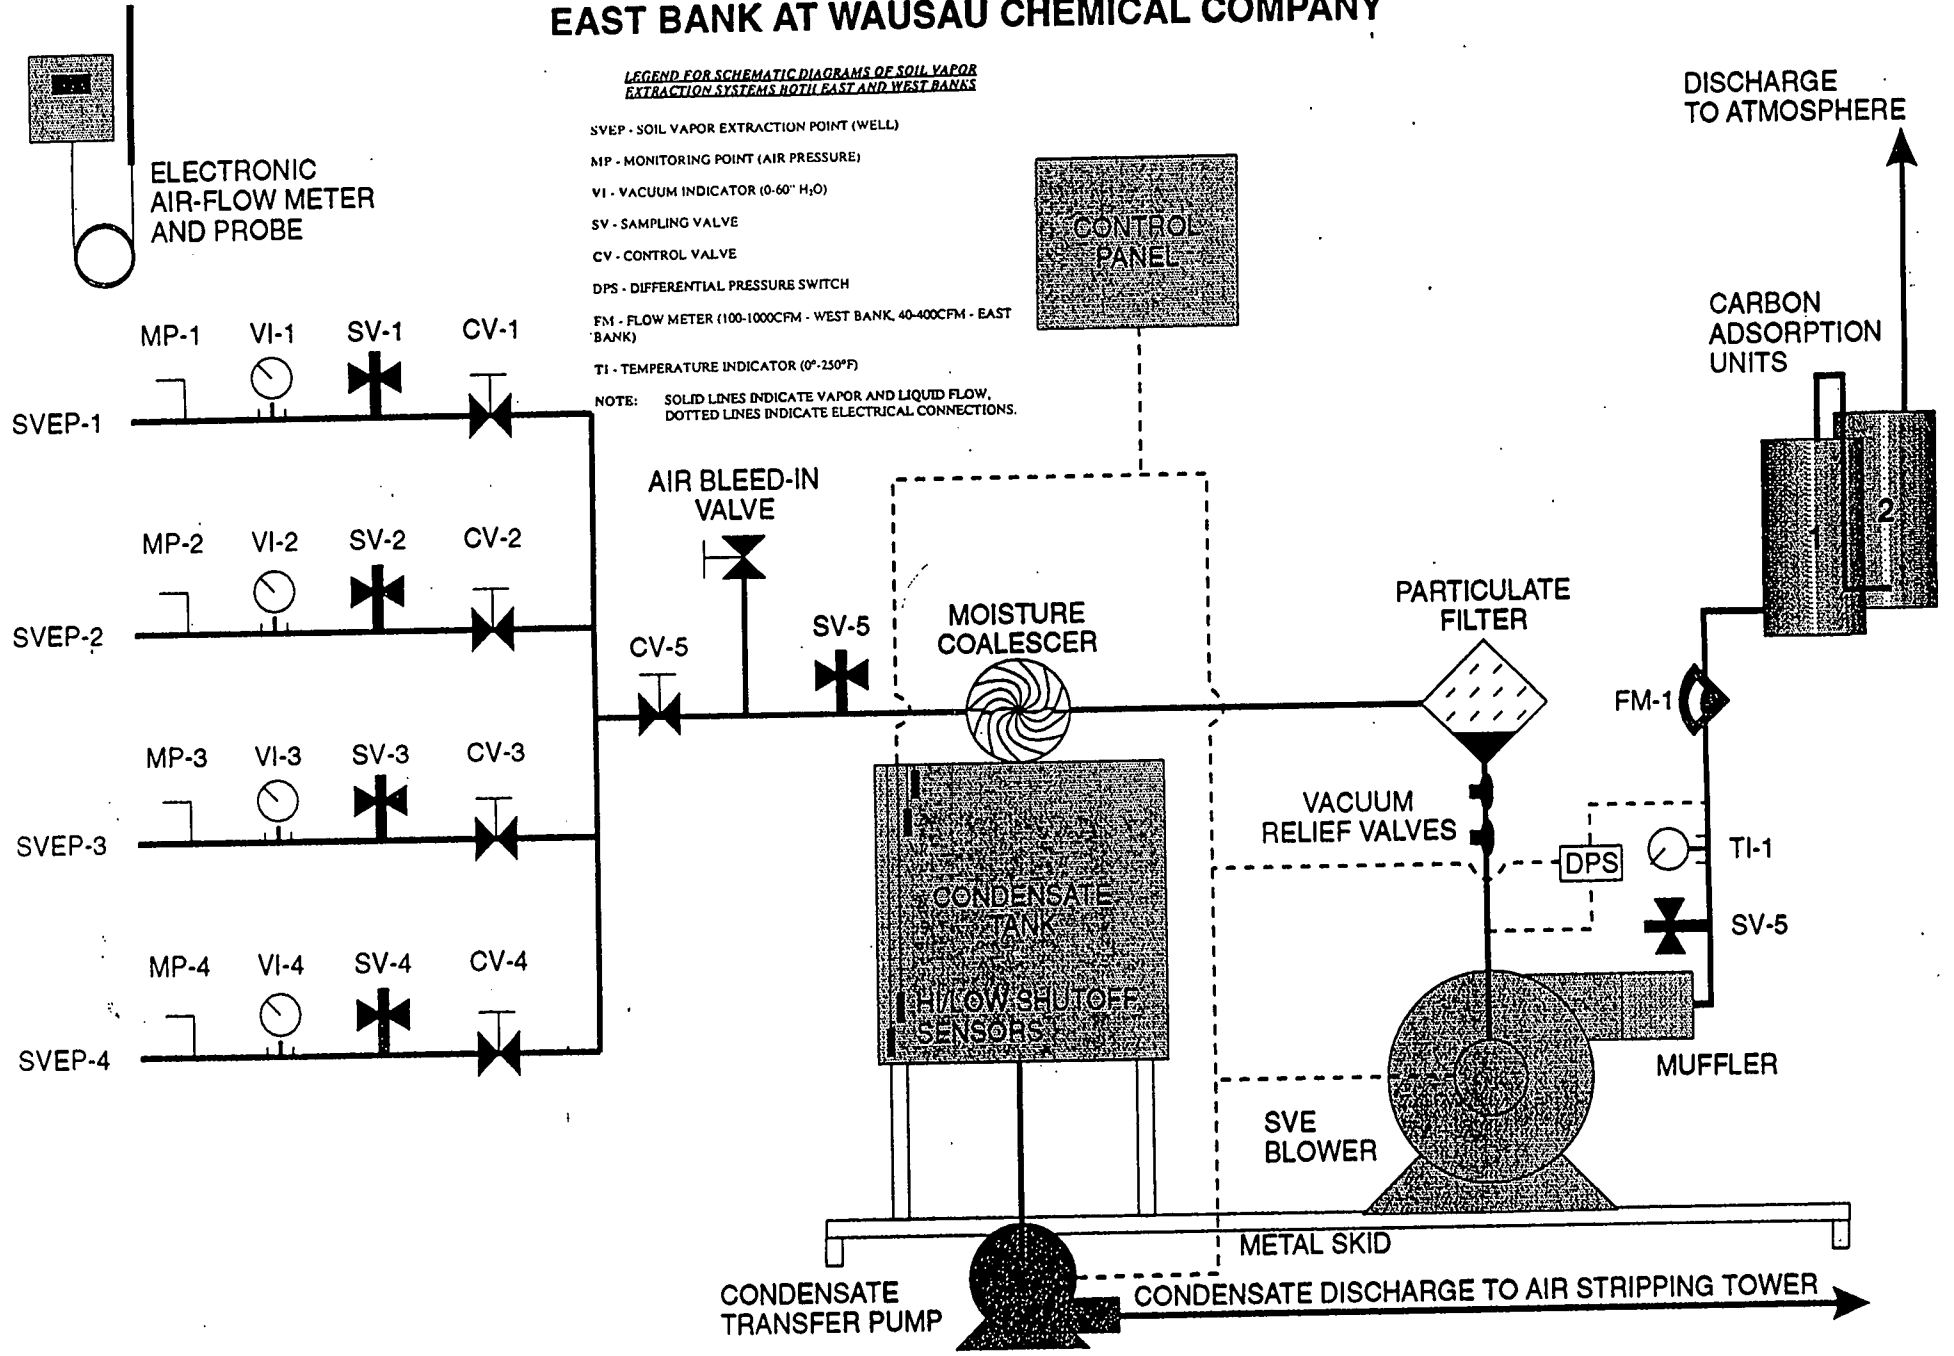 EAST BANK AT WAUSAU CHEMICAL COMPANY
LEGEND FOR SCHEMATIC DIAGRAMS OF SOIL VAPOR
EXTRACTION SYSTEMS BOTH EAST AND WEST BANKS
SVEP - SOIL VAPOR EXTRACTION POINT (WELL)
MP - MONITORING POINT (AIR PRESSURE)
VI - VACUUM INDICATOR (0-60" H2O)
SV - SAMPLING VALVE
CV - CONTROL VALVE
DPS - DIFFERENTIAL PRESSURE SWITCH
FM - FLOW METER (100-1000CFM - WEST BANK, 40-400CFM - EAST
BANK)
TI - TEMPERATURE INDICATOR (0°-250°F)
NOTE: SOLID LINES INDICATE VAPOR AND LIQUID FLOW,
DOTTED LINES INDICATE ELECTRICAL CONNECTIONS.
ELECTRONIC
AIR-FLOW METER
AND PROBE
CONTROL
PANEL
DISCHARGE
TO ATMOSPHERE
CARBON
ADSORPTION
UNITS
1
2
MP-1 VI-1 SV-1 CV-1
SVEP-1
MP-2 VI-2 SV-2 CV-2
SVEP-2
MP-3 VI-3 SV-3 CV-3
SVEP-3
MP-4 VI-4 SV-4 CV-4
SVEP-4
AIR BLEED-IN
VALVE
CV-5
SV-5
MOISTURE
COALESCER
PARTICULATE
FILTER
FM-1
VACUUM
RELIEF VALVES
DPS
TI-1
SV-5
CONDENSATE
TANK
HI/LOW SHUTOFF
SENSORS
MUFFLER
SVE
BLOWER
METAL SKID
CONDENSATE
TRANSFER PUMP
CONDENSATE DISCHARGE TO AIR STRIPPING TOWER